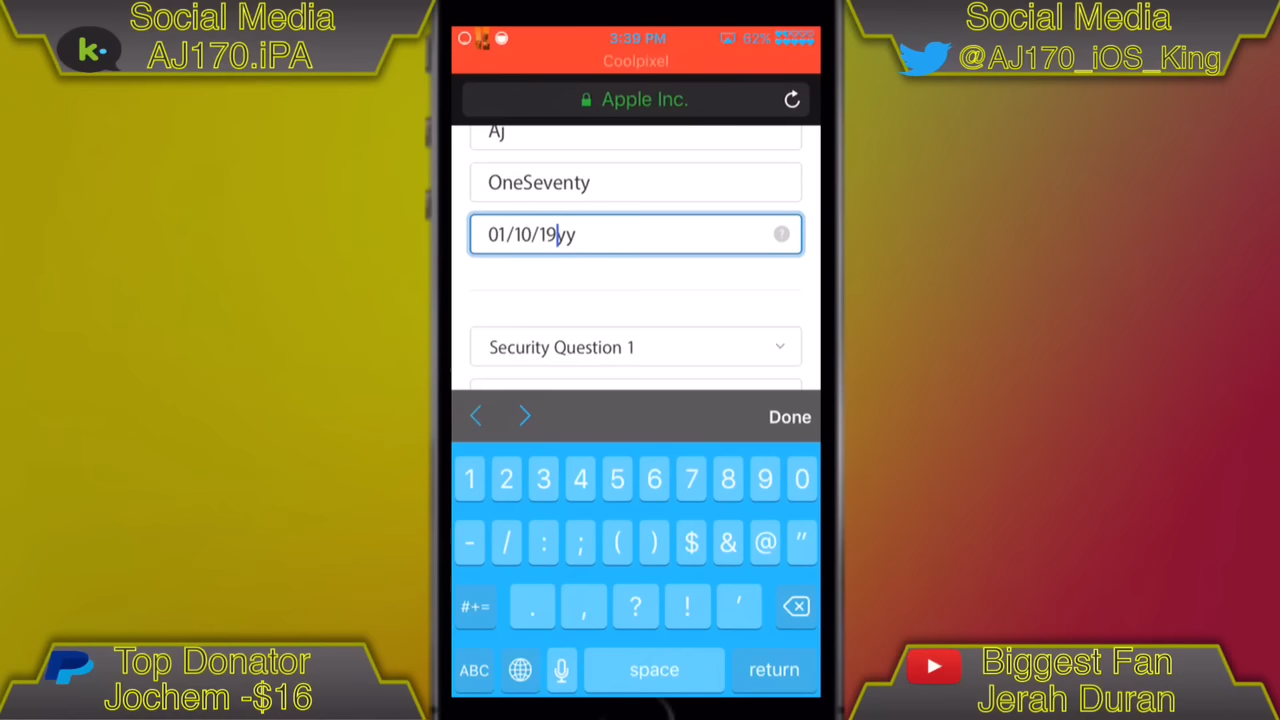 Social Media
AJ170.iPA
k.
Social Media
@AJ170_iOS_King
3:39 PM
62%
Coolpixel
Apple Inc.
Aj
OneSeventy
01/10/19yy
?
Security Question 1
Done
1 2 3 4 5 6 7 8 9 0
- / : ; ( ) $ & @ "
#+= . , ? ! '
ABC space return
Top Donator
Jochem -$16
Biggest Fan
Jerah Duran